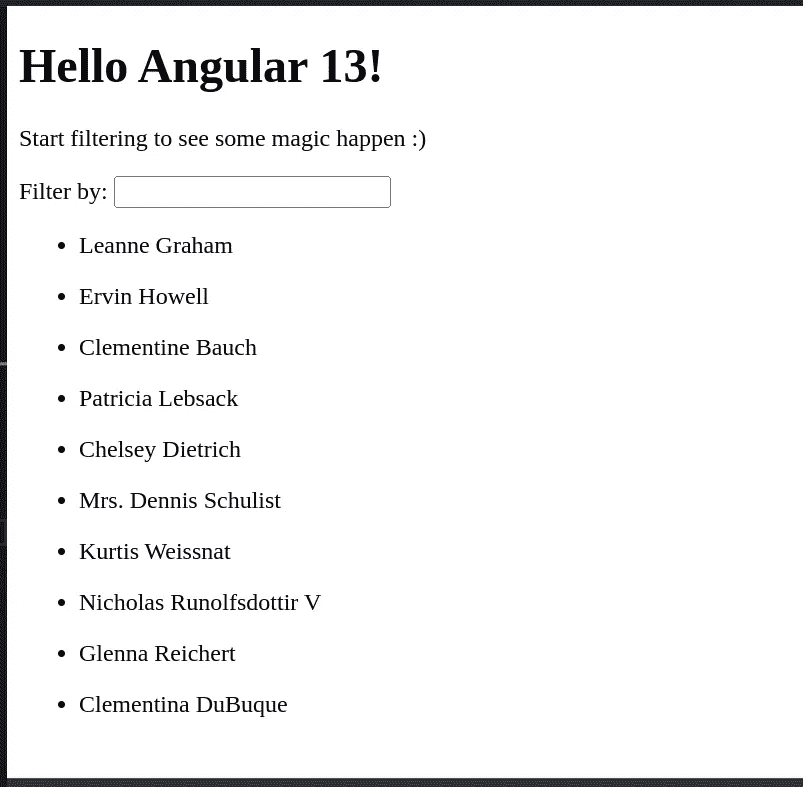 Hello Angular 13!
Start filtering to see some magic happen :)
Filter by:
Leanne Graham
Ervin Howell
Clementine Bauch
Patricia Lebsack
Chelsey Dietrich
Mrs. Dennis Schulist
Kurtis Weissnat
Nicholas Runolfsdottir V
Glenna Reichert
Clementina DuBuque